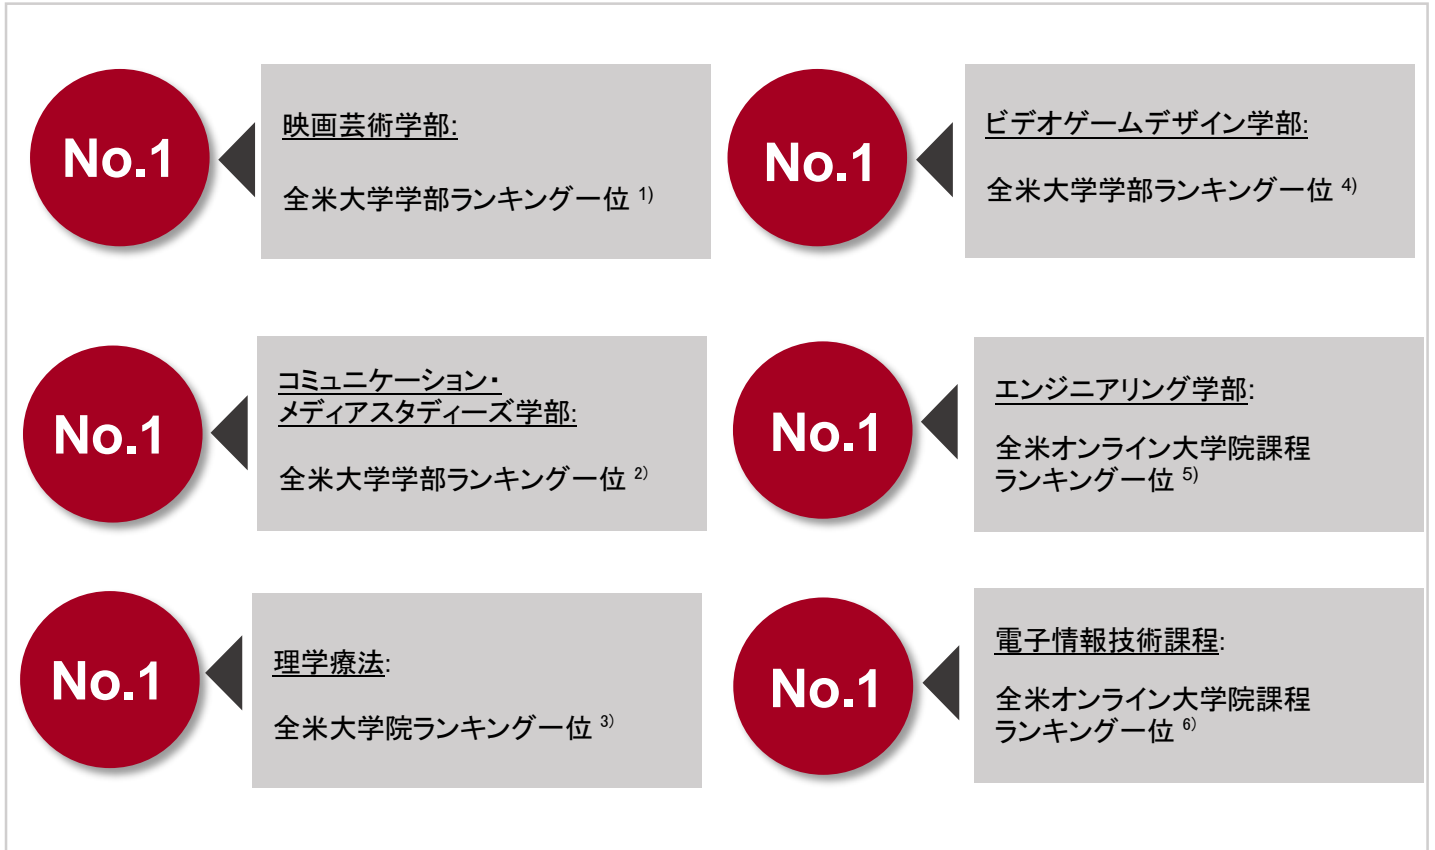 No.1
映画芸術学部:
全米大学学部ランキング一位 1)
No.1
コミュニケーション・
メディアスタディーズ学部:
全米大学学部ランキング一位 2)
No.1
理学療法:
全米大学院ランキング一位 3)
No.1
ビデオゲームデザイン学部:
全米大学学部ランキング一位 4)
No.1
エンジニアリング学部:
全米オンライン大学院課程
ランキング一位 5)
No.1
電子情報技術課程:
全米オンライン大学院課程
ランキング一位 6)